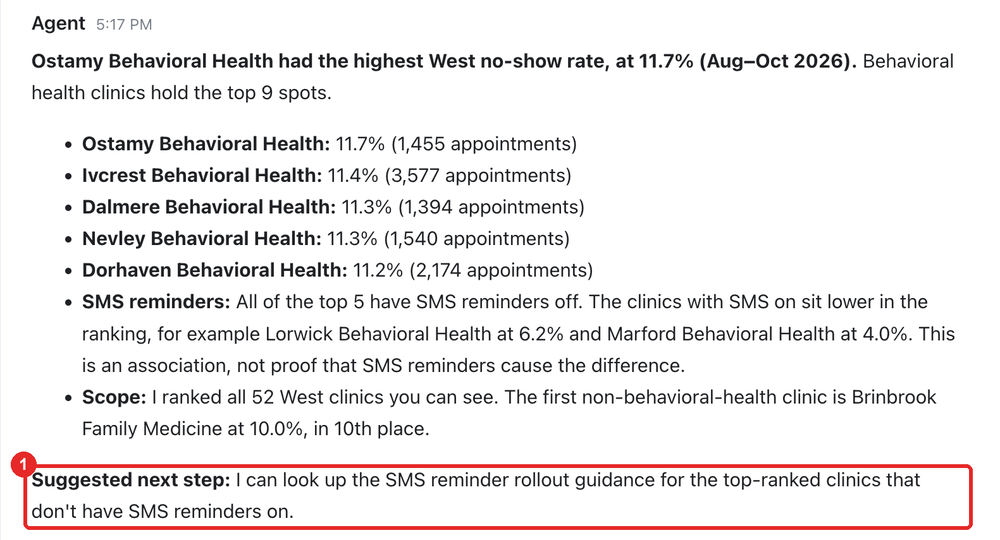 Agent 5:17 PM
Ostamy Behavioral Health had the highest West no-show rate, at 11.7% (Aug–Oct 2026). Behavioral
health clinics hold the top 9 spots.
• Ostamy Behavioral Health: 11.7% (1,455 appointments)
• Ivcrest Behavioral Health: 11.4% (3,577 appointments)
• Dalmere Behavioral Health: 11.3% (1,394 appointments)
• Nevley Behavioral Health: 11.3% (1,540 appointments)
• Dorhaven Behavioral Health: 11.2% (2,174 appointments)
• SMS reminders: All of the top 5 have SMS reminders off. The clinics with SMS on sit lower in the
ranking, for example Lorwick Behavioral Health at 6.2% and Marford Behavioral Health at 4.0%. This
is an association, not proof that SMS reminders cause the difference.
• Scope: I ranked all 52 West clinics you can see. The first non-behavioral-health clinic is Brinbrook
Family Medicine at 10.0%, in 10th place.
1
Suggested next step: I can look up the SMS reminder rollout guidance for the top-ranked clinics that
don't have SMS reminders on.